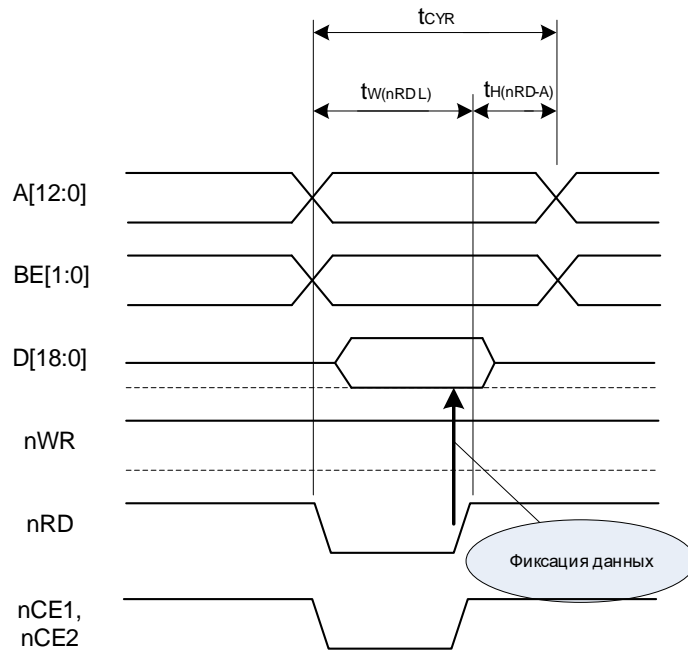 tCYR
tW(nRD L)
tH(nRD-A)
A[12:0]
BE[1:0]
D[18:0]
nWR
nRD
Фиксация данных
nCE1,
nCE2